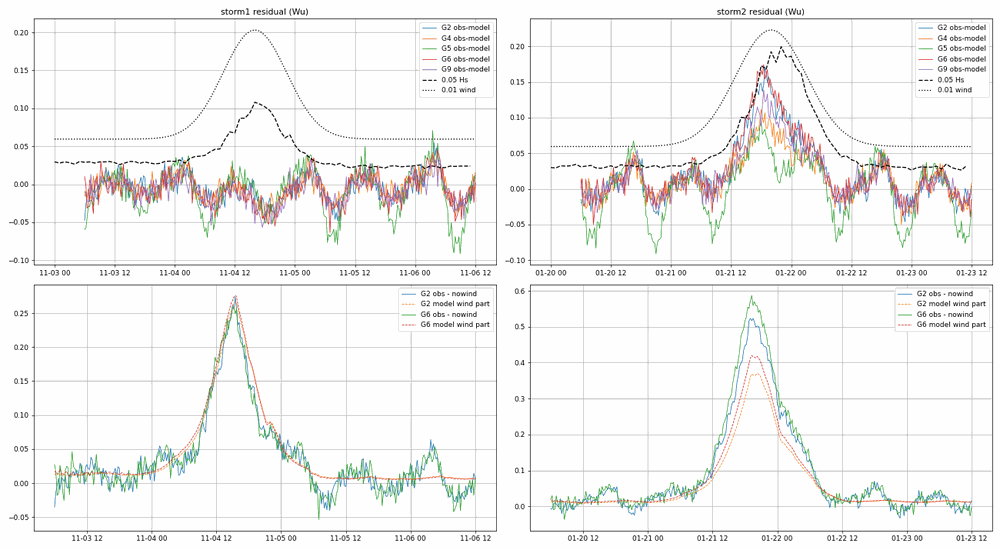 storm1 residual (Wu)
0.20
0.15
0.10
0.05
0.00
−0.05
−0.10
G2 obs-model
G4 obs-model
G5 obs-model
G6 obs-model
G9 obs-model
0.05 Hs
0.01 wind
11-03 00
11-03 12
11-04 00
11-04 12
11-05 00
11-05 12
11-06 00
11-06 12
storm2 residual (Wu)
0.20
0.15
0.10
0.05
0.00
−0.05
−0.10
G2 obs-model
G4 obs-model
G5 obs-model
G6 obs-model
G9 obs-model
0.05 Hs
0.01 wind
01-20 00
01-20 12
01-21 00
01-21 12
01-22 00
01-22 12
01-23 00
01-23 12
0.25
0.20
0.15
0.10
0.05
0.00
−0.05
G2 obs - nowind
G2 model wind part
G6 obs - nowind
G6 model wind part
11-03 12
11-04 00
11-04 12
11-05 00
11-05 12
11-06 00
11-06 12
0.6
0.5
0.4
0.3
0.2
0.1
0.0
G2 obs - nowind
G2 model wind part
G6 obs - nowind
G6 model wind part
01-20 12
01-21 00
01-21 12
01-22 00
01-22 12
01-23 00
01-23 12